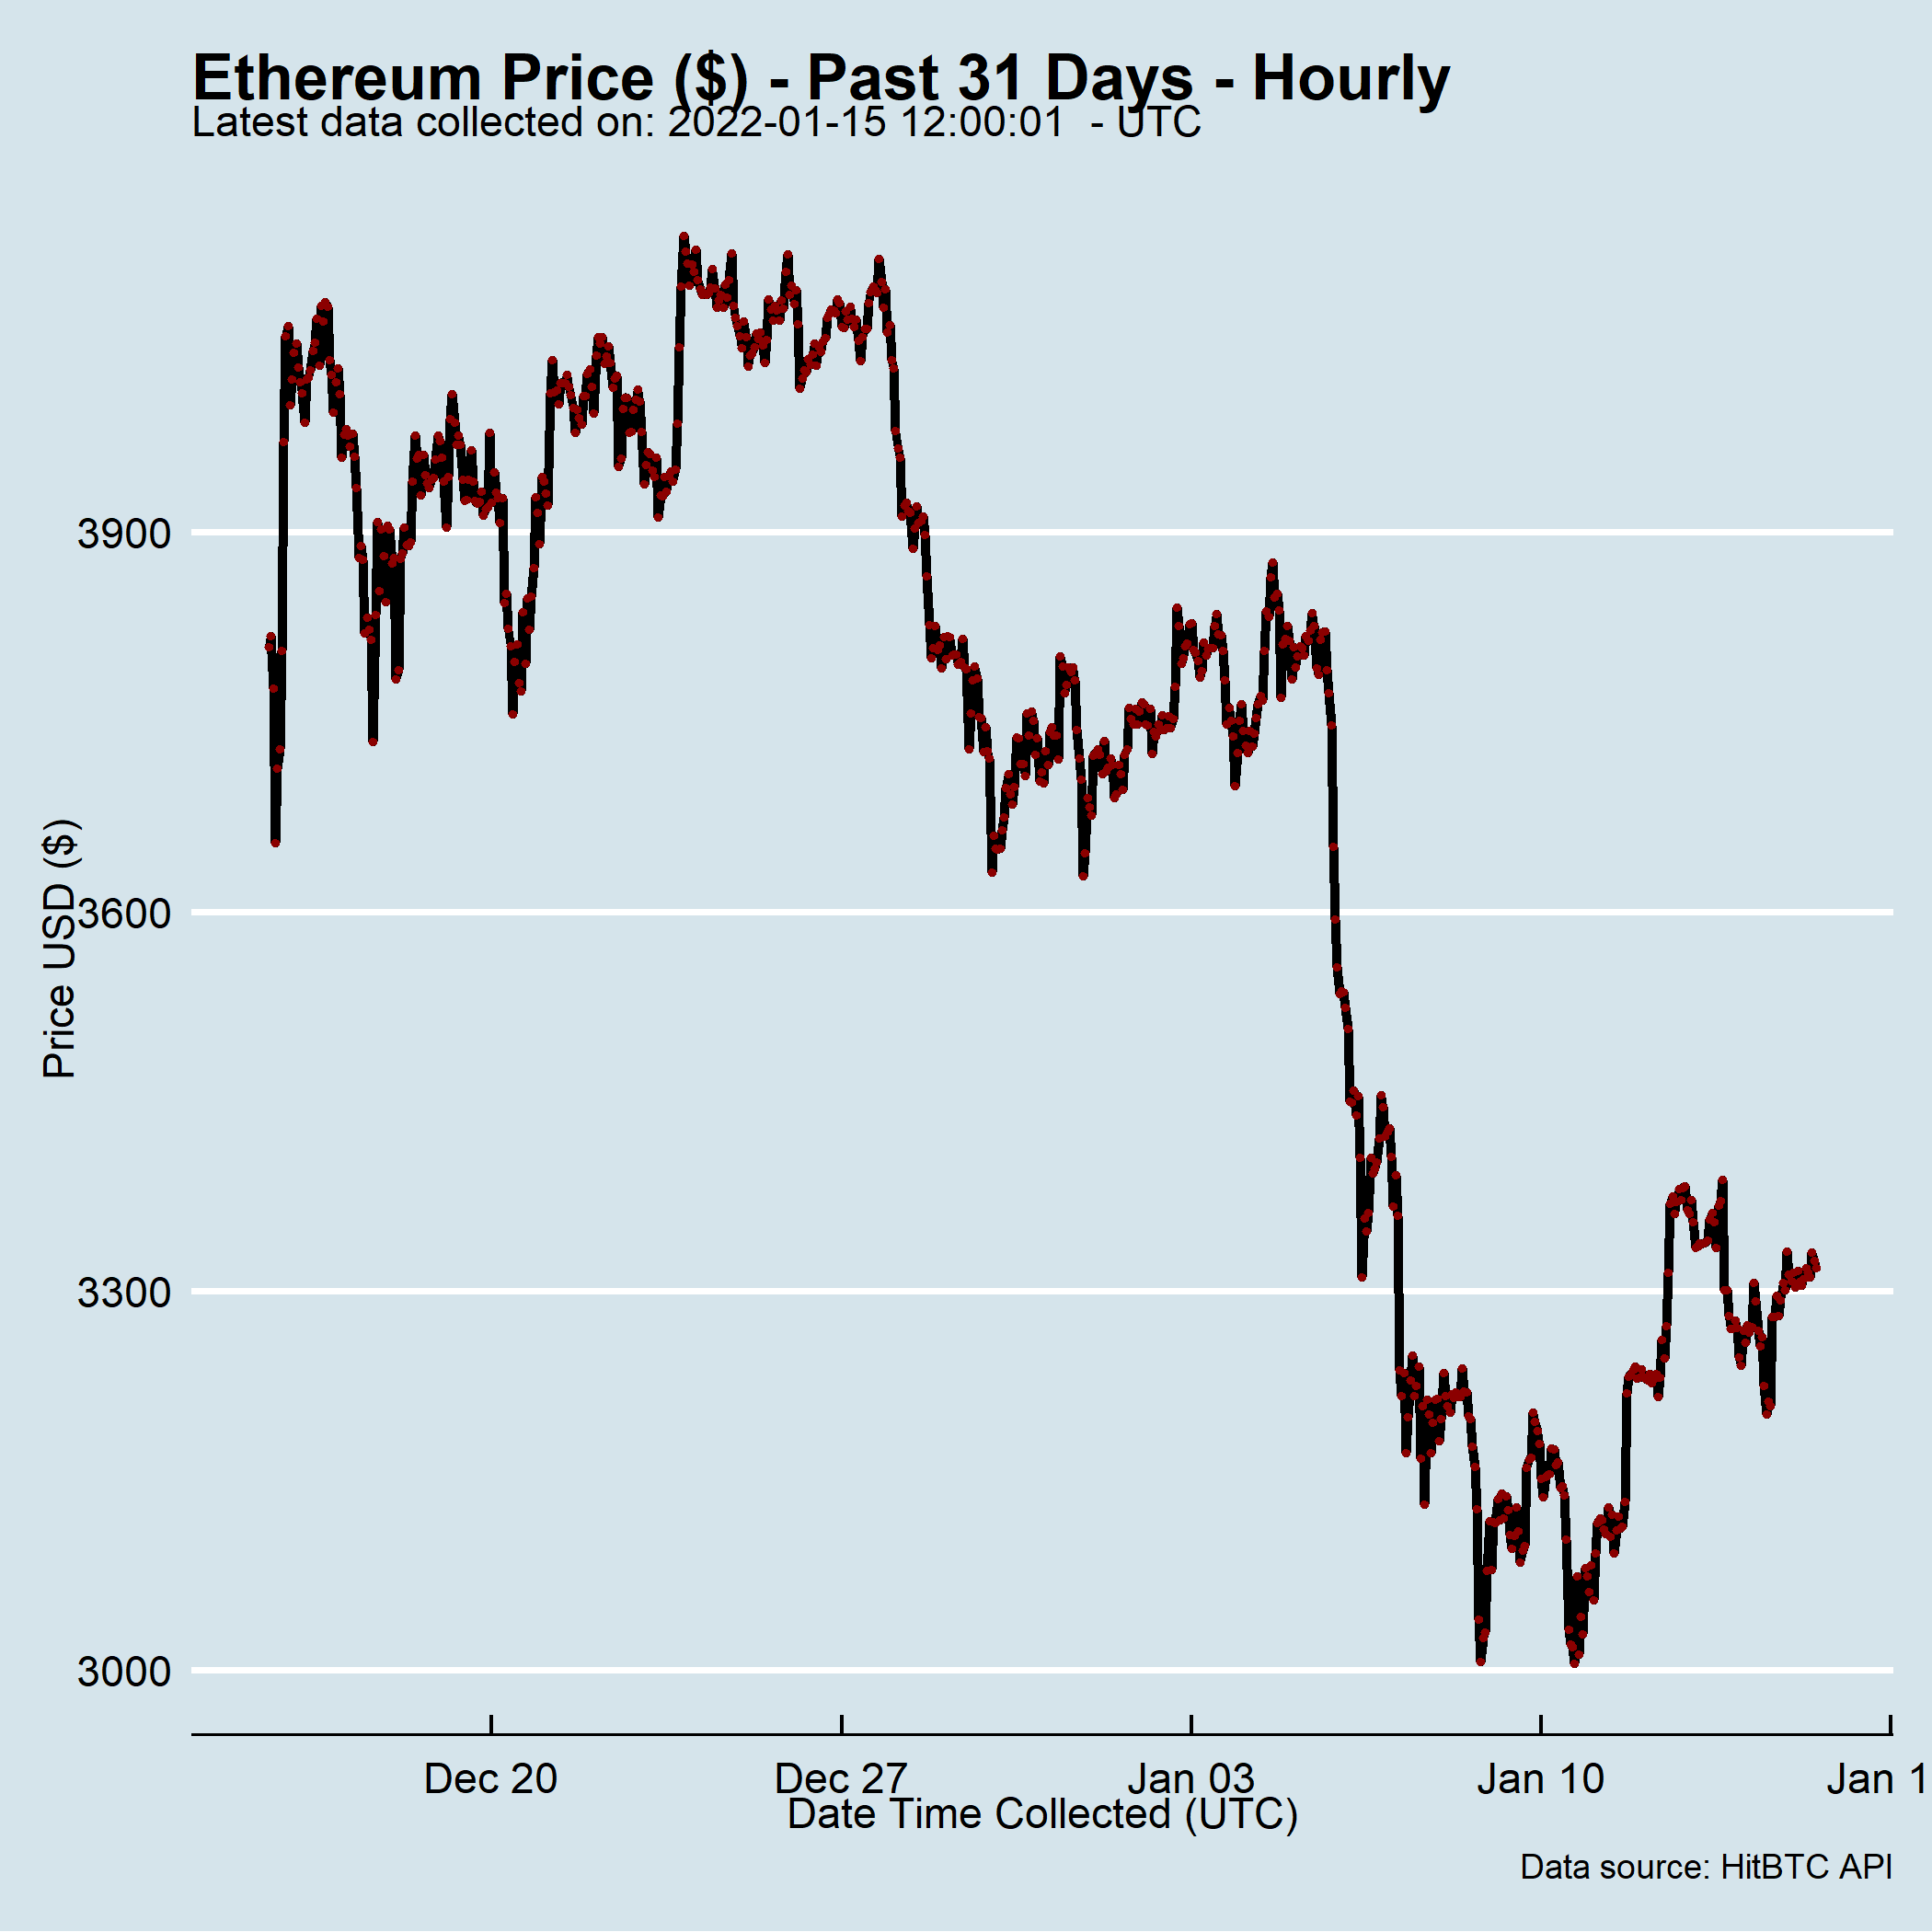 Ethereum Price ($) - Past 31 Days - Hourly
Latest data collected on: 2022-01-15 12:00:01  - UTC
Price USD ($)
3900
3600
3300
3000
Dec 20
Dec 27
Jan 03
Jan 10
Jan 1
Date Time Collected (UTC)
Data source: HitBTC API